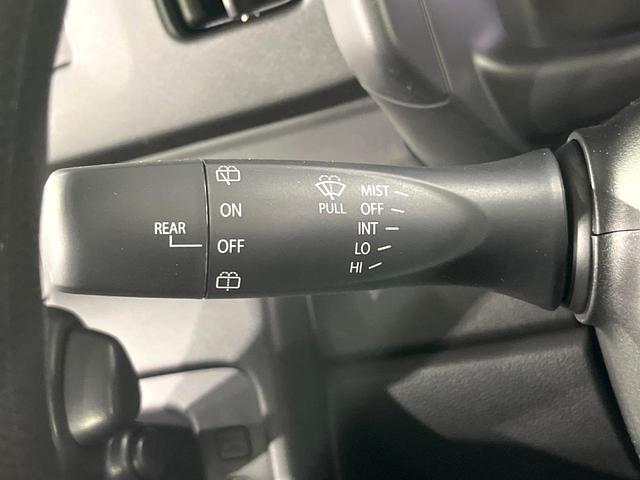 REAR
ON
OFF
PULL
MIST
OFF
INT
LO
HI